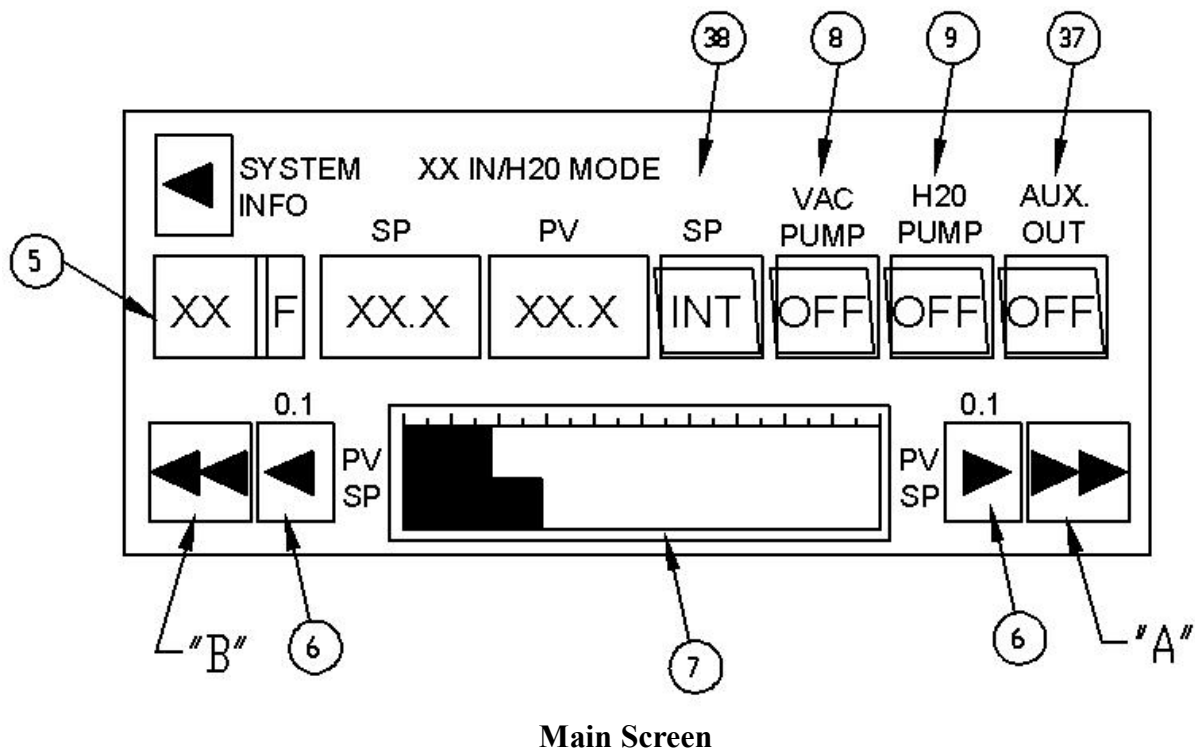 38 8 9 37
SYSTEM INFO
XX IN/H20 MODE
SP
PV
SP
VAC PUMP
H20 PUMP
AUX. OUT
5
XX F
XX.X
XX.X
INT
OFF
OFF
OFF
0.1
0.1
PV
SP
PV
SP
"B"
6
7
6
"A"
Main Screen